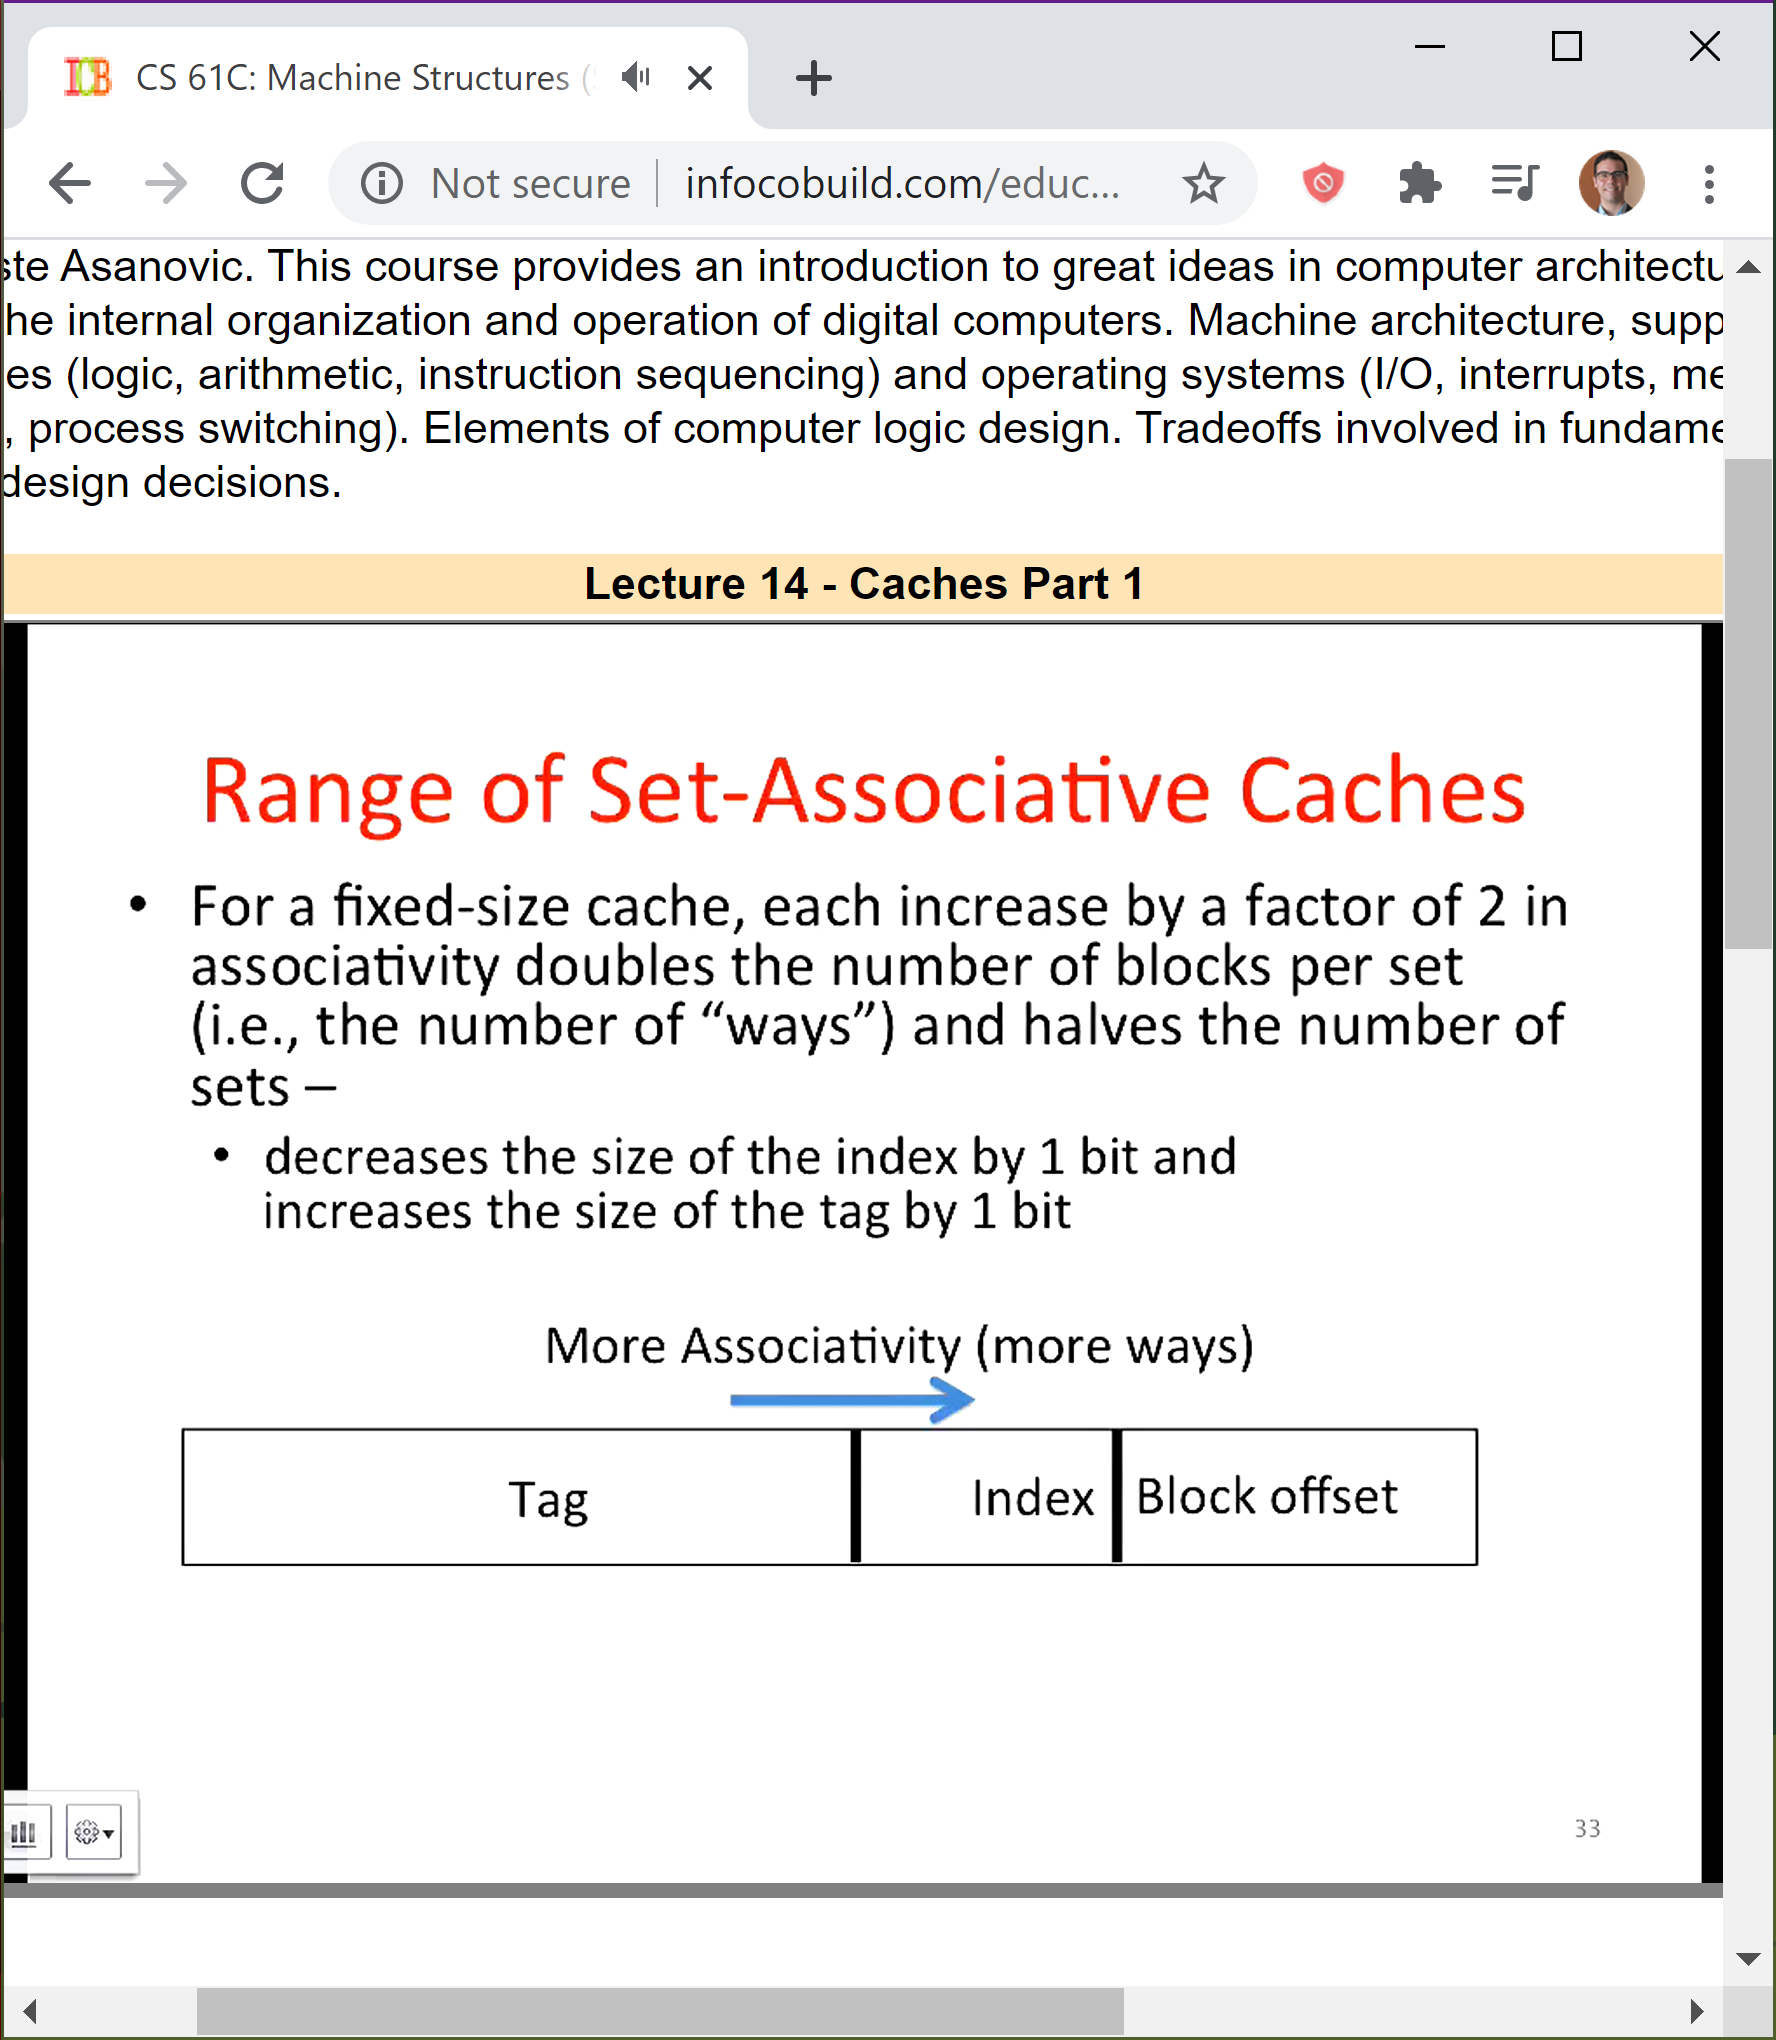 CS 61C: Machine Structures (
Not secure
infocobuild.com/educ...
ste Asanovic. This course provides an introduction to great ideas in computer architectu
he internal organization and operation of digital computers. Machine architecture, supp
es (logic, arithmetic, instruction sequencing) and operating systems (I/O, interrupts, me
, process switching). Elements of computer logic design. Tradeoffs involved in fundame
design decisions.
Lecture 14 - Caches Part 1
Range of Set-Associative Caches
• For a fixed-size cache, each increase by a factor of 2 in
associativity doubles the number of blocks per set
(i.e., the number of “ways”) and halves the number of
sets –
• decreases the size of the index by 1 bit and
increases the size of the tag by 1 bit
More Associativity (more ways)
Tag
Index
Block offset
33